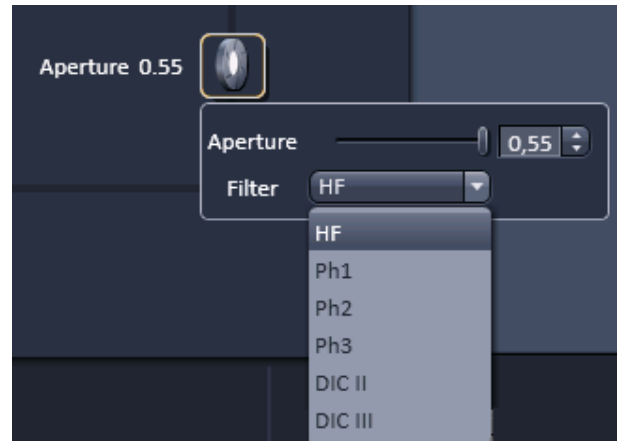 Aperture 0.55
Aperture 0,55
Filter HF
HF
Ph1
Ph2
Ph3
DIC II
DIC III